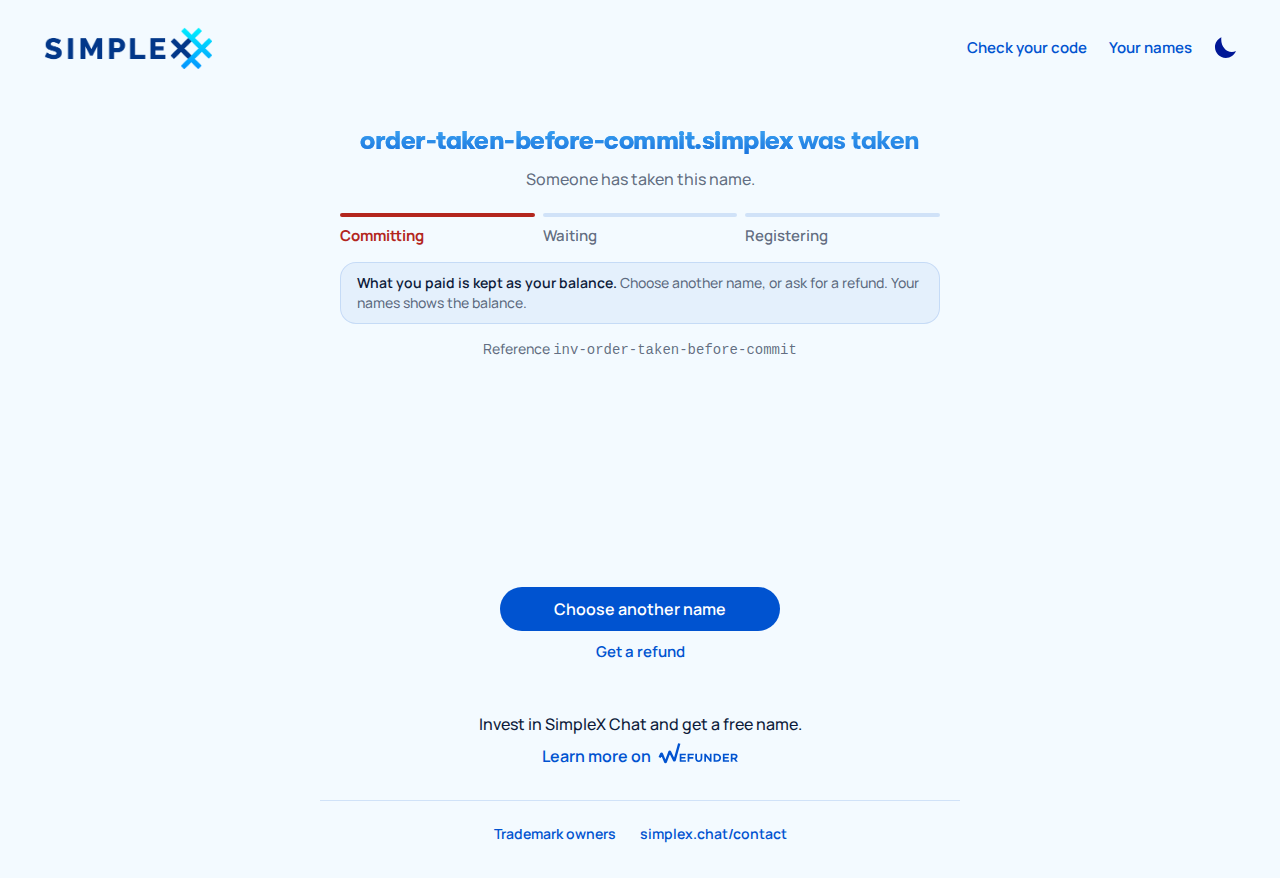 SIMPLEX
Check your code
Your names
order-taken-before-commit.simplex was taken
Someone has taken this name.
Committing
Waiting
Registering
What you paid is kept as your balance. Choose another name, or ask for a refund. Your
names shows the balance.
Reference inv-order-taken-before-commit
Choose another name
Get a refund
Invest in SimpleX Chat and get a free name.
Learn more on WEFUNDER
Trademark owners
simplex.chat/contact